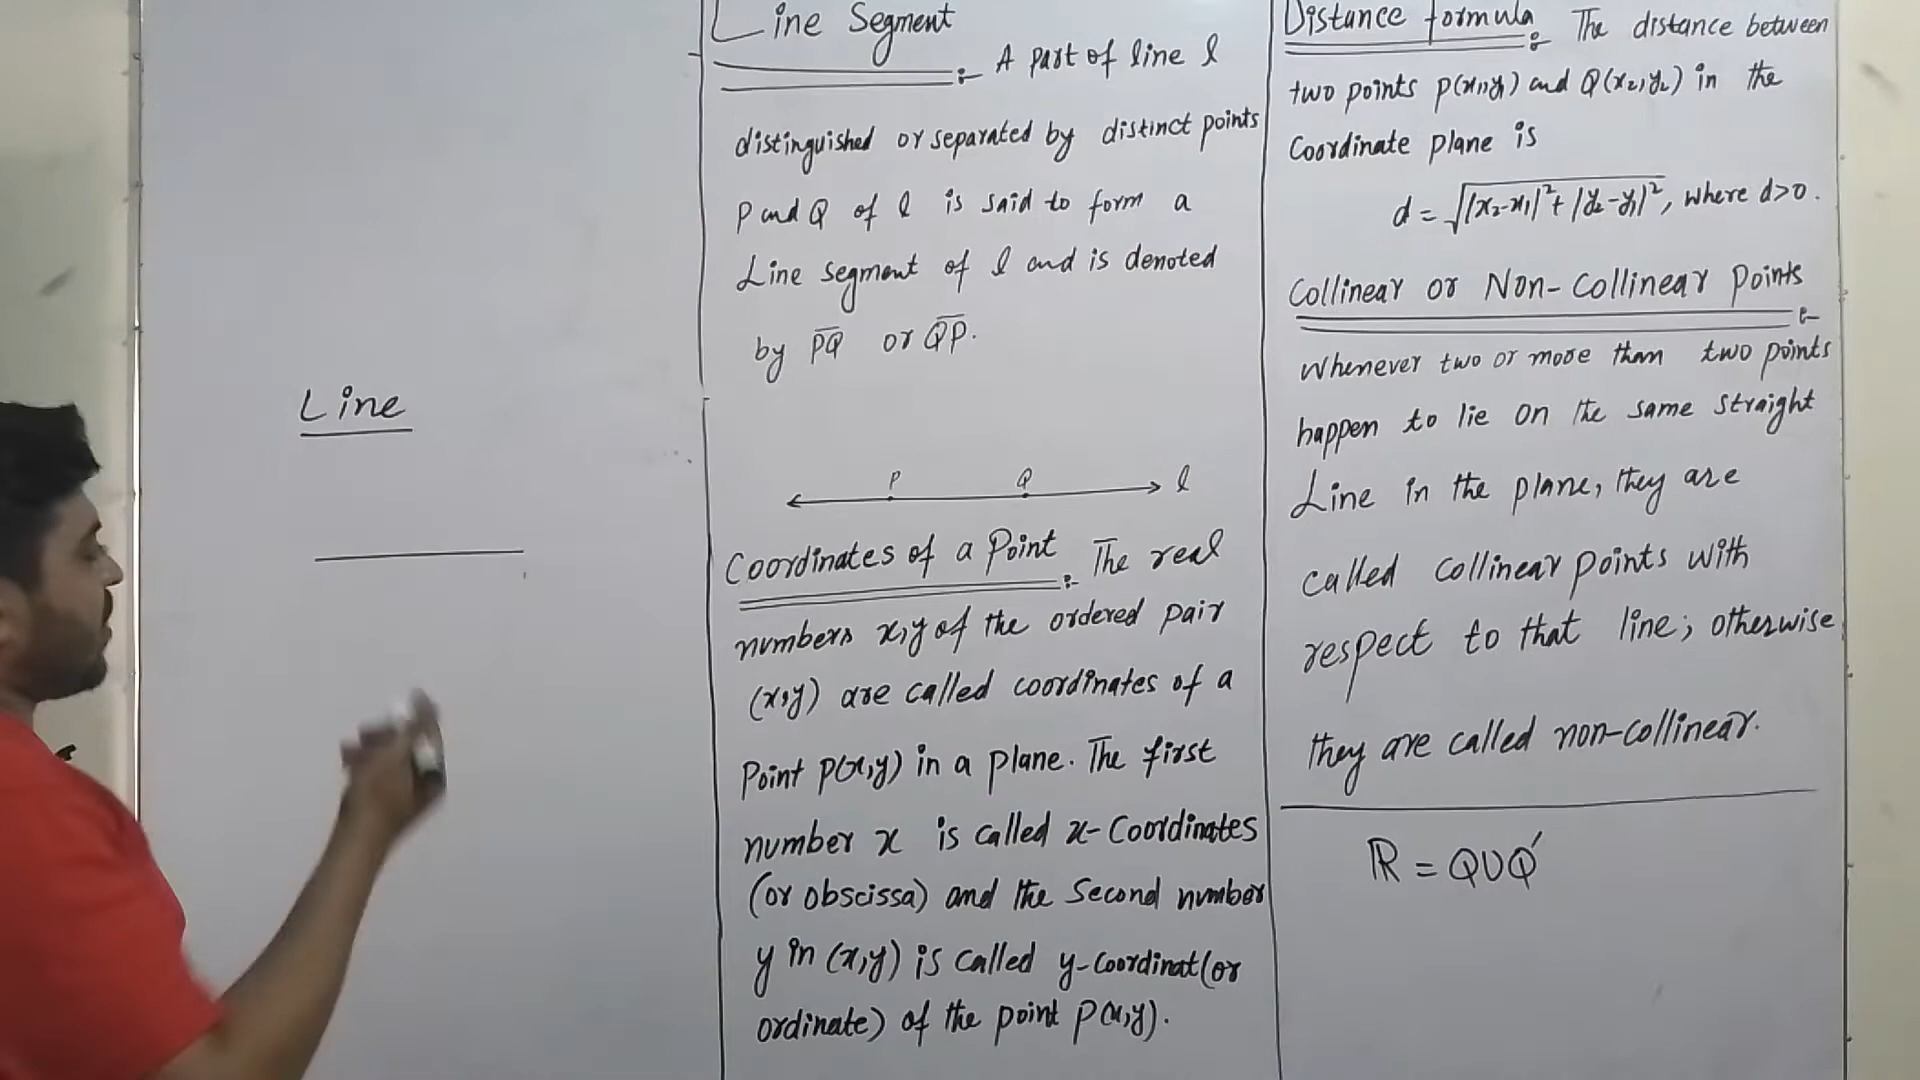 Line
Line Segment :- A part of line l
distinguished or separated by distinct points
P and Q of l is said to form a
Line segment of l and is denoted
by P̅Q̅ or Q̅P̅.
P Q l
Coordinates of a Point :- The real
numbers x,y of the ordered pair
(x,y) are called coordinates of a
Point P(x,y) in a plane. The first
number x is called x-Coordinates
(or obscissa) and the Second number
y in (x,y) is called y-coordinat(or
ordinate) of the point P(x,y).
Distance formula :- The distance between
two points P(x₁,y₁) and Q(x₂,y₂) in the
Coordinate plane is
d = √|x₂-x₁|² + |y₂-y₁|², where d>0.
Collinear or Non-Collinear Points :-
Whenever two or more than two points
happen to lie on the same straight
Line in the plane, they are
called Collinear points with
respect to that line; otherwise
they are called non-collinear.
ℝ = Q∪Q′